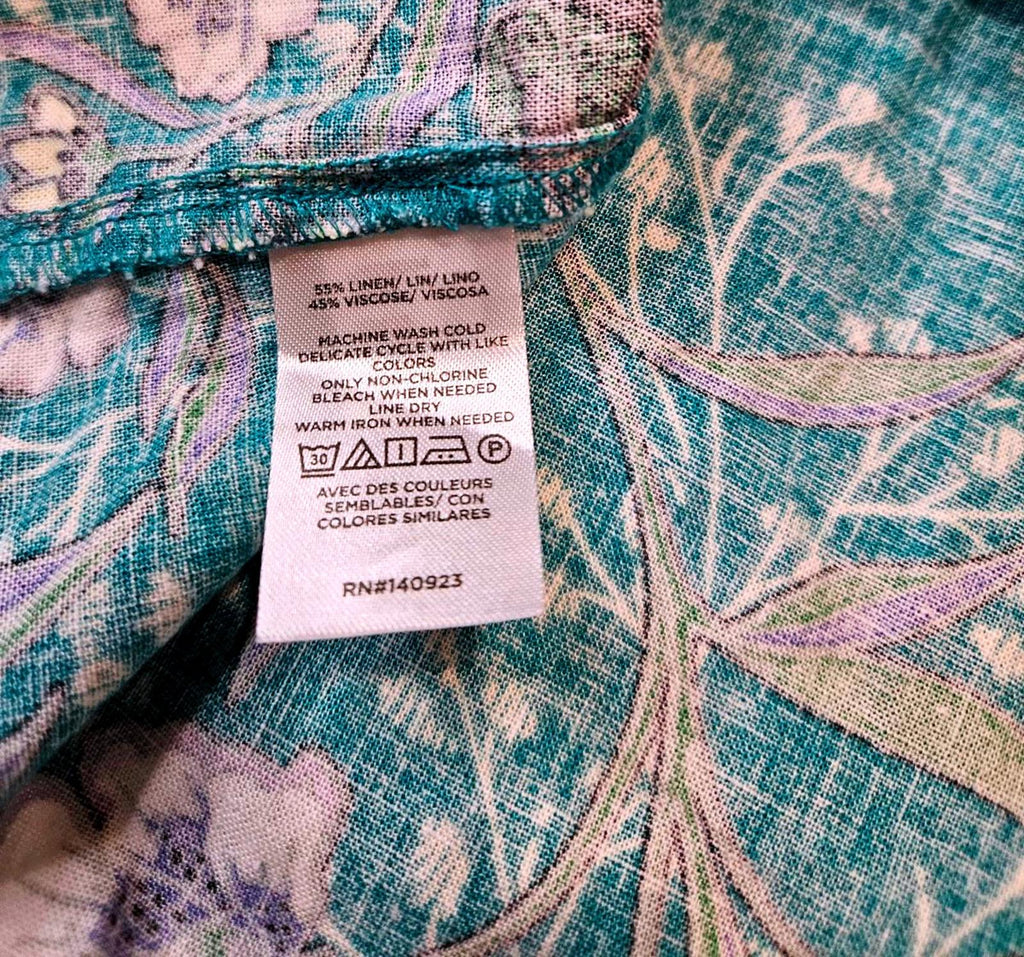 55% LINEN/ LIN/ LINO
45% VISCOSE/ VISCOSA
MACHINE WASH COLD
DELICATE CYCLE WITH LIKE
COLORS
ONLY NON-CHLORINE
BLEACH WHEN NEEDED
LINE DRY
WARM IRON WHEN NEEDED
30 P
AVEC DES COULEURS
SEMBLABLES/ CON
COLORES SIMILARES
RN#140923